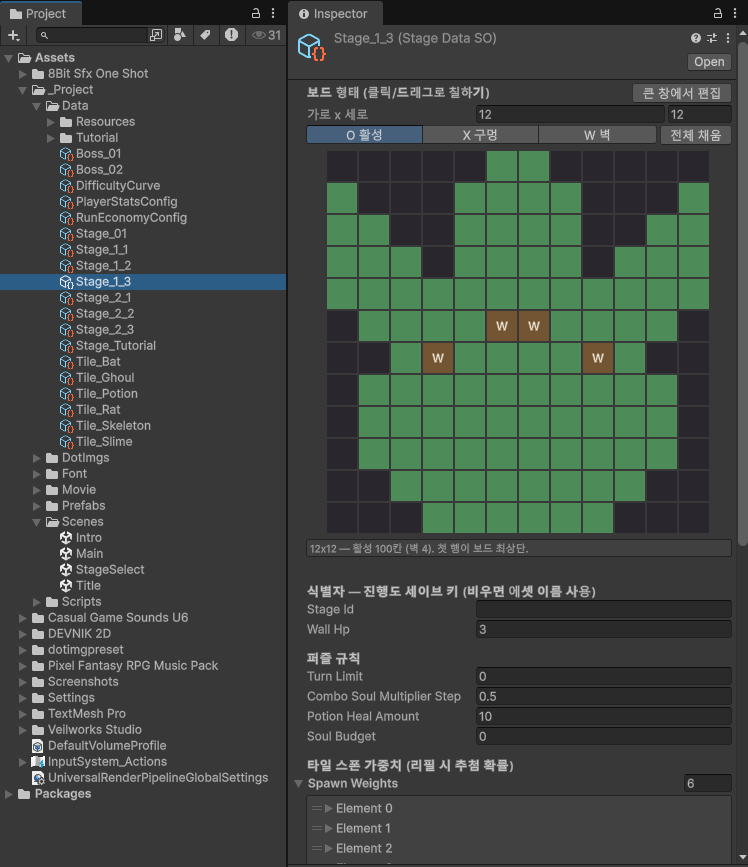 Project
31
Assets
8Bit Sfx One Shot
_Project
Data
Resources
Tutorial
Boss_01
Boss_02
DifficultyCurve
PlayerStatsConfig
RunEconomyConfig
Stage_01
Stage_1_1
Stage_1_2
Stage_1_3
Stage_2_1
Stage_2_2
Stage_2_3
Stage_Tutorial
Tile_Bat
Tile_Ghoul
Tile_Potion
Tile_Rat
Tile_Skeleton
Tile_Slime
DotImgs
Font
Movie
Prefabs
Scenes
Intro
Main
StageSelect
Title
Scripts
Casual Game Sounds U6
DEVNIK 2D
dotimgpreset
Pixel Fantasy RPG Music Pack
Screenshots
Settings
TextMesh Pro
Veilworks Studio
DefaultVolumeProfile
InputSystem_Actions
UniversalRenderPipelineGlobalSettings
Packages
Inspector
Stage_1_3 (Stage Data SO)
Open
보드 형태 (클릭/드래그로 칠하기) 큰 창에서 편집
가로 x 세로 12 12
O 활성 X 구멍 W 벽 전체 채움
W W
W W
12x12 — 활성 100칸 (벽 4). 첫 행이 보드 최상단.
식별자 — 진행도 세이브 키 (비우면 에셋 이름 사용)
Stage Id
Wall Hp 3
퍼즐 규칙
Turn Limit 0
Combo Soul Multiplier Step 0.5
Potion Heal Amount 10
Soul Budget 0
타일 스폰 가중치 (리필 시 추첨 확률)
Spawn Weights 6
Element 0
Element 1
Element 2